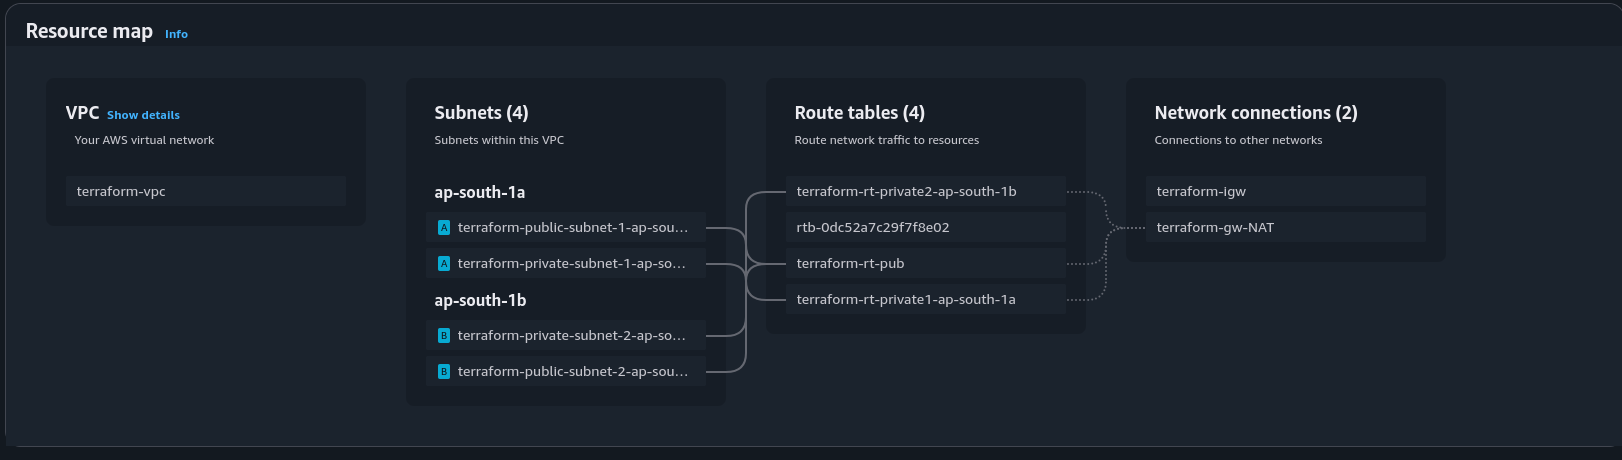 Resource map Info
VPC Show details
Your AWS virtual network
terraform-vpc
Subnets (4)
Subnets within this VPC
ap-south-1a
A terraform-public-subnet-1-ap-sou...
A terraform-private-subnet-1-ap-so...
ap-south-1b
B terraform-private-subnet-2-ap-so...
B terraform-public-subnet-2-ap-sou...
Route tables (4)
Route network traffic to resources
terraform-rt-private2-ap-south-1b
rtb-0dc52a7c29f7f8e02
terraform-rt-pub
terraform-rt-private1-ap-south-1a
Network connections (2)
Connections to other networks
terraform-igw
terraform-gw-NAT